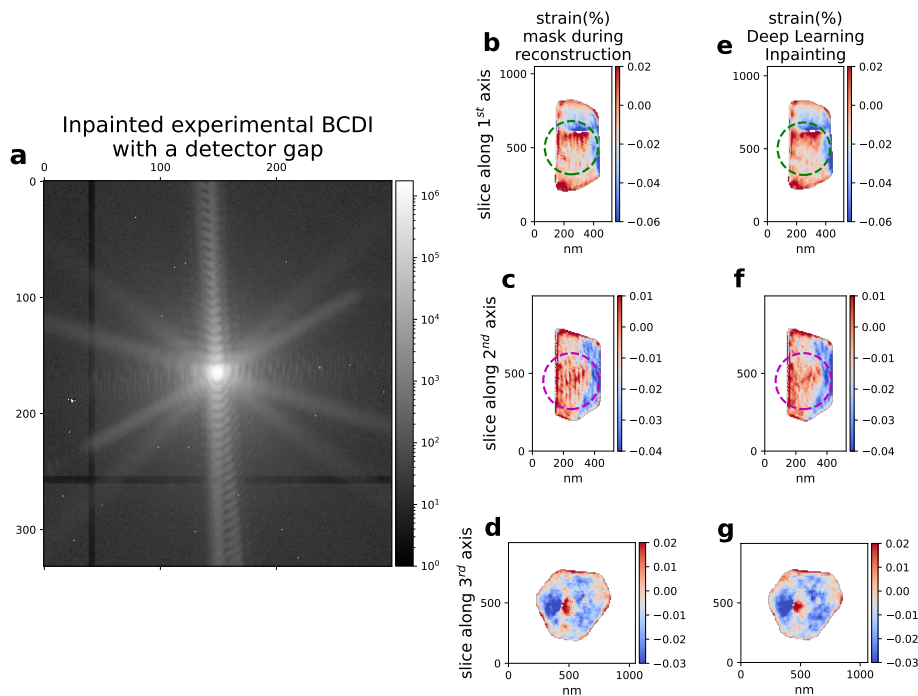 Inpainted experimental BCDI
with a detector gap
a
0 100 200
0
100
200
300
10^6
10^5
10^4
10^3
10^2
10^1
10^0
strain(%)
mask during
reconstruction
b
slice along 1^st axis
1000
500
0
0 200 400
nm
0.02
0.00
−0.02
−0.04
−0.06
strain(%)
Deep Learning
Inpainting
e
1000
500
0
0 200 400
nm
0.02
0.00
−0.02
−0.04
−0.06
c
slice along 2^nd axis
500
0
0 200 400
nm
0.01
0.00
−0.01
−0.02
−0.03
−0.04
f
500
0
0 200 400
nm
0.01
0.00
−0.01
−0.02
−0.03
−0.04
d
slice along 3^rd axis
500
0
0 500 1000
nm
0.02
0.01
0.00
−0.01
−0.02
−0.03
g
500
0
0 500 1000
nm
0.02
0.01
0.00
−0.01
−0.02
−0.03